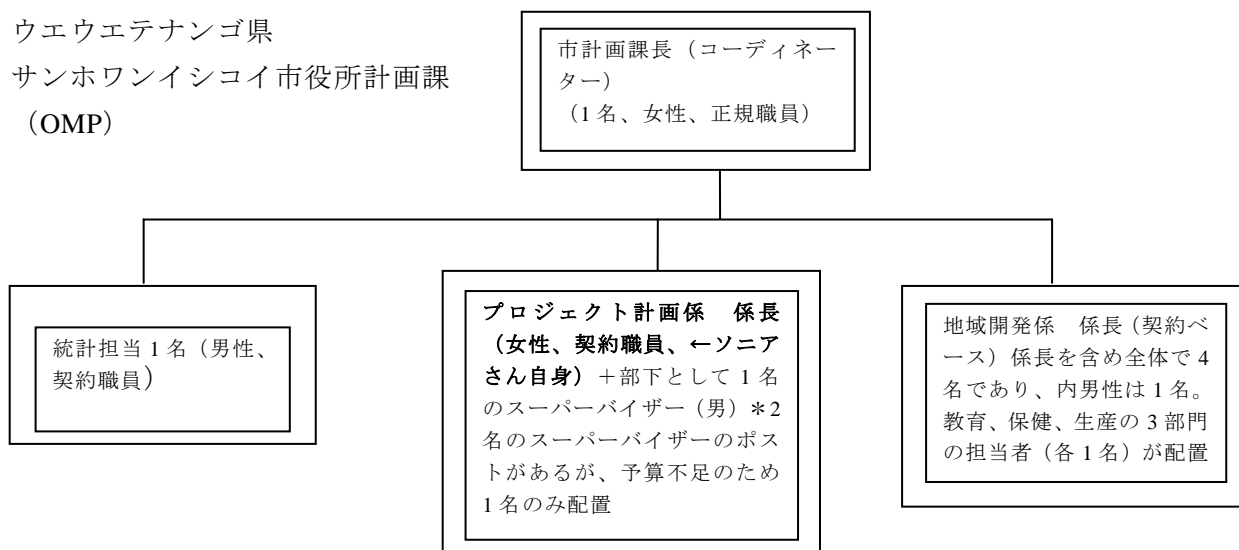 ウエウエテナンゴ県
サンホワンイシコイ市役所計画課
（OMP）
市計画課長（コーディネー
ター）
（1 名、女性、正規職員）
統計担当 1 名（男性、
契約職員）
プロジェクト計画係　係長
（女性、契約職員、←ソニア
さん自身）＋部下として 1 名
のスーパーバイザー（男）＊2
名のスーパーバイザーのポス
トがあるが、予算不足のため
1 名のみ配置
地域開発係　係長（契約ベ
ース）係長を含め全体で 4
名であり、内男性は 1 名。
教育、保健、生産の 3 部門
の担当者（各 1 名）が配置